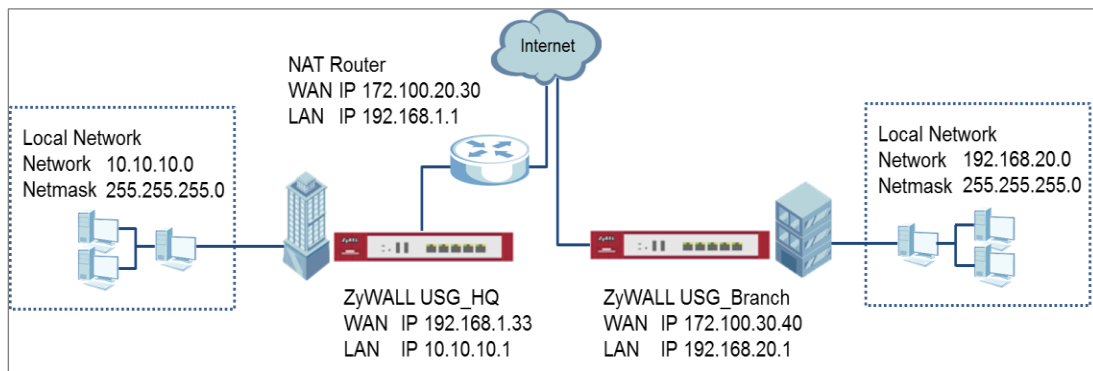 Internet
NAT Router
WAN IP 172.100.20.30
LAN IP 192.168.1.1
Local Network
Network 10.10.10.0
Netmask 255.255.255.0
Local Network
Network 192.168.20.0
Netmask 255.255.255.0
ZyXEL
ZyXEL
ZyWALL USG_HQ
WAN IP 192.168.1.33
LAN IP 10.10.10.1
ZyWALL USG_Branch
WAN IP 172.100.30.40
LAN IP 192.168.20.1